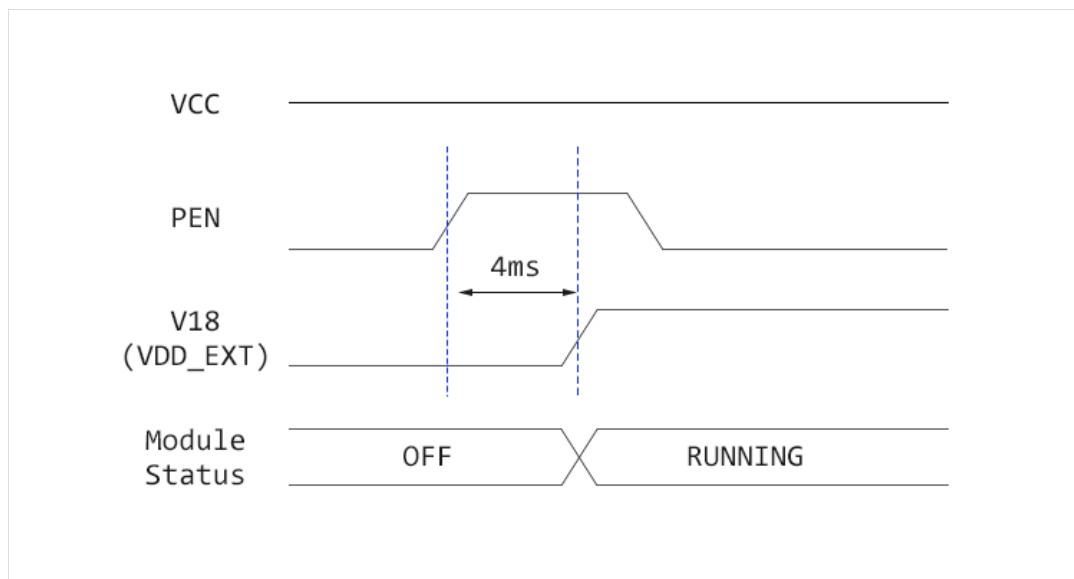 VCC
PEN
4ms
V18
(VDD_EXT)
Module
Status
OFF
RUNNING